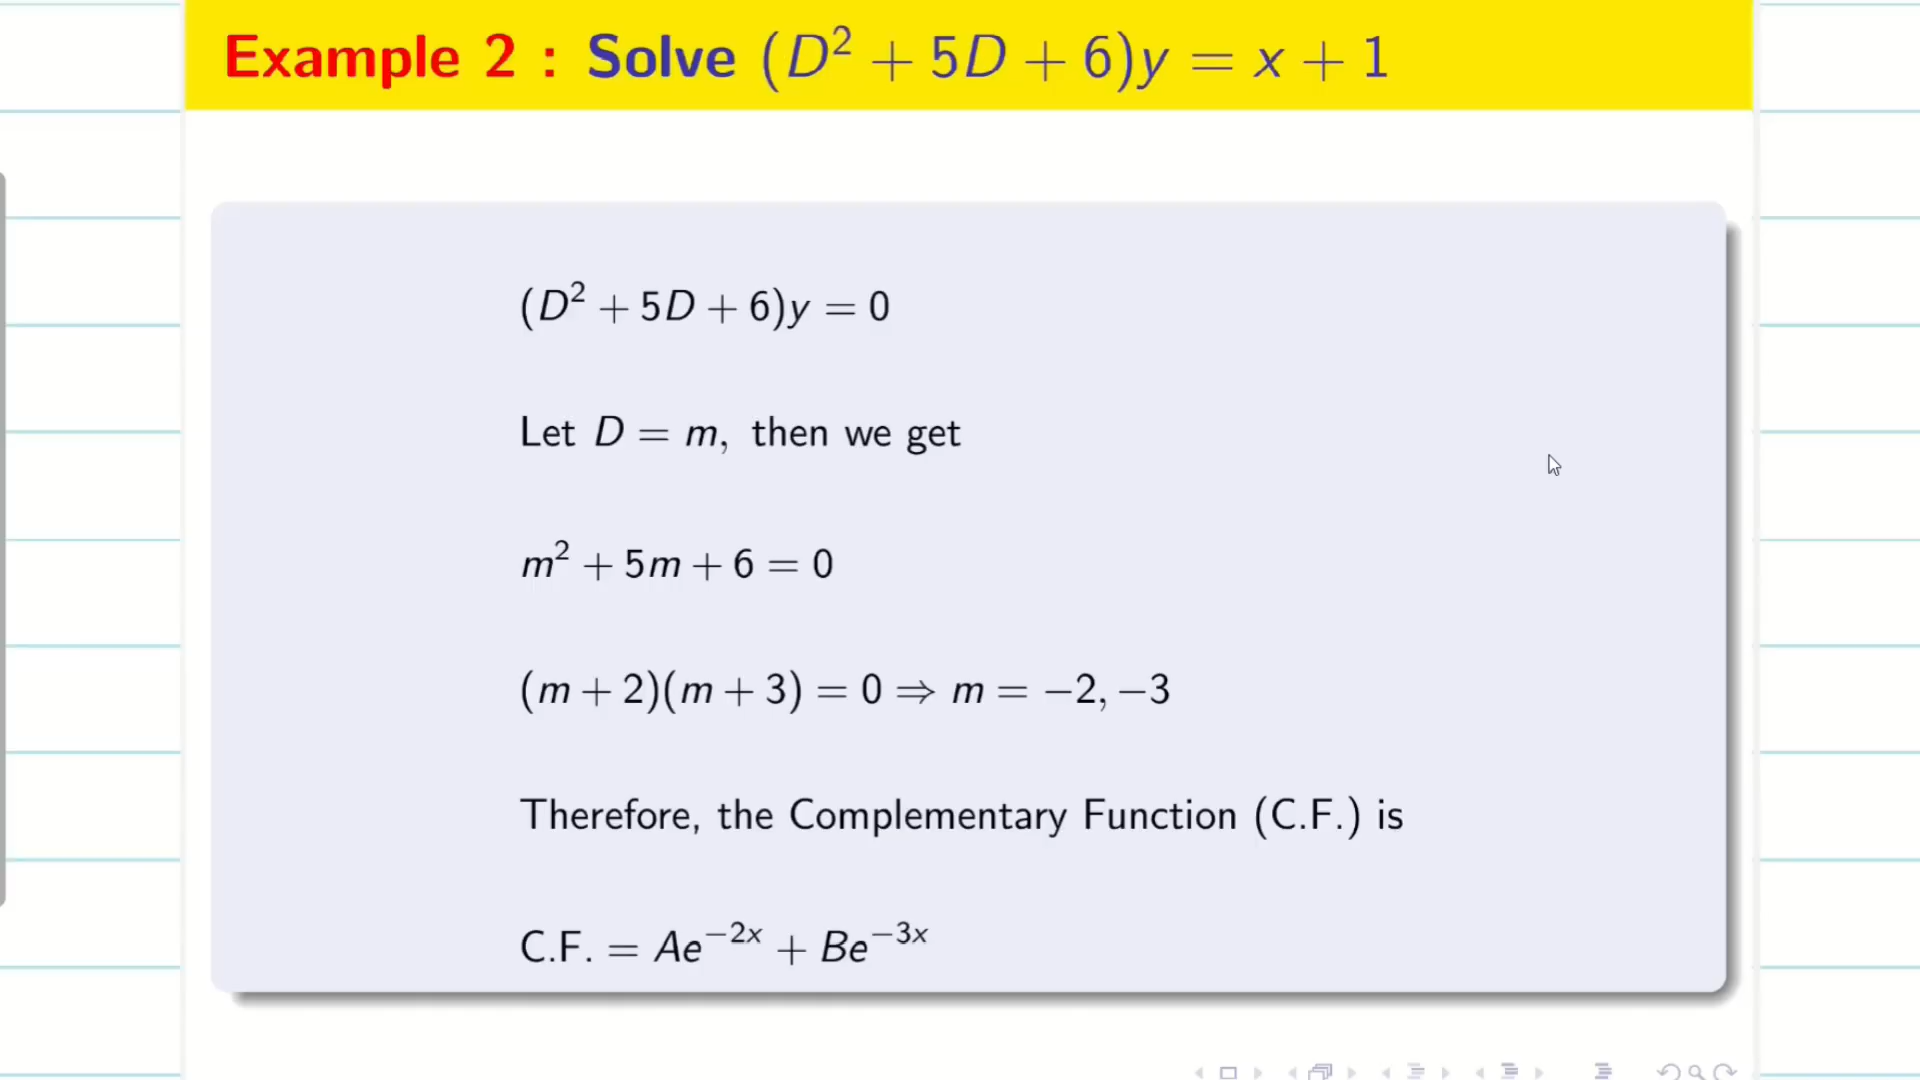 Example 2 : Solve (D² + 5D + 6)y = x + 1
(D² + 5D + 6)y = 0
Let D = m, then we get
m² + 5m + 6 = 0
(m + 2)(m + 3) = 0 ⇒ m = −2, −3
Therefore, the Complementary Function (C.F.) is
C.F. = Ae⁻²ˣ + Be⁻³ˣ